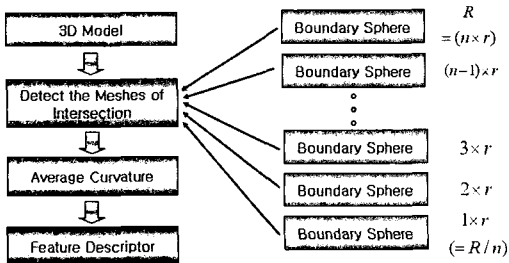 3D Model
Detect the Meshes of
Intersection
Average Curvature
Feature Descriptor
Boundary Sphere
R
=(n×r)
Boundary Sphere
(n−1)×r
Boundary Sphere
3×r
Boundary Sphere
2×r
Boundary Sphere
1×r
(=R/n)